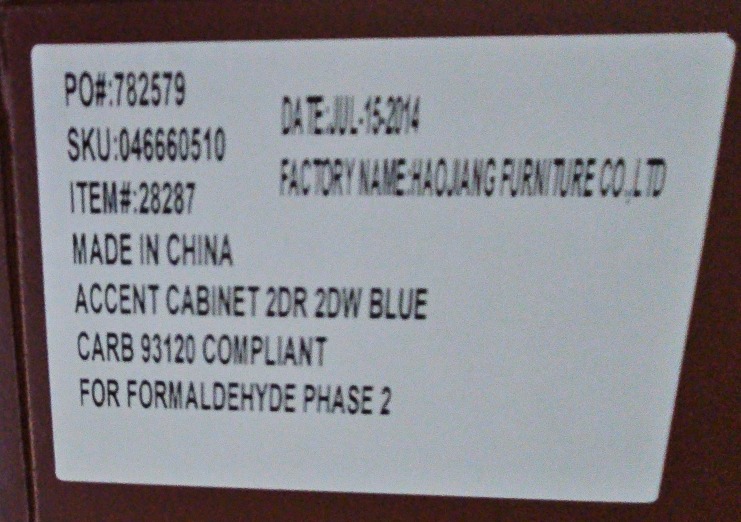 PO#:782579
SKU:046660510
ITEM#:28287
MADE IN CHINA
ACCENT CABINET 2DR 2DW BLUE
CARB 93120 COMPLIANT
FOR FORMALDEHYDE PHASE 2
DATE:JUL-15-2014
FACTORY NAME:HAOJIANG FURNITURE CO.,LTD